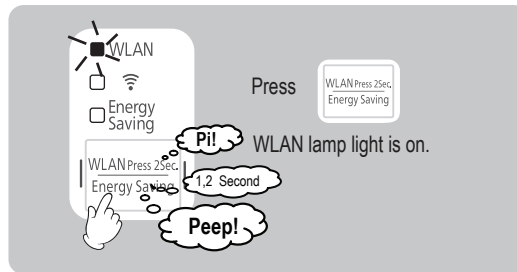 WLAN
Energy
Saving
WLAN Press 2Sec.
Energy Saving
Pi!
1,2 Second
Peep!
Press
WLAN Press 2Sec.
Energy Saving
WLAN lamp light is on.